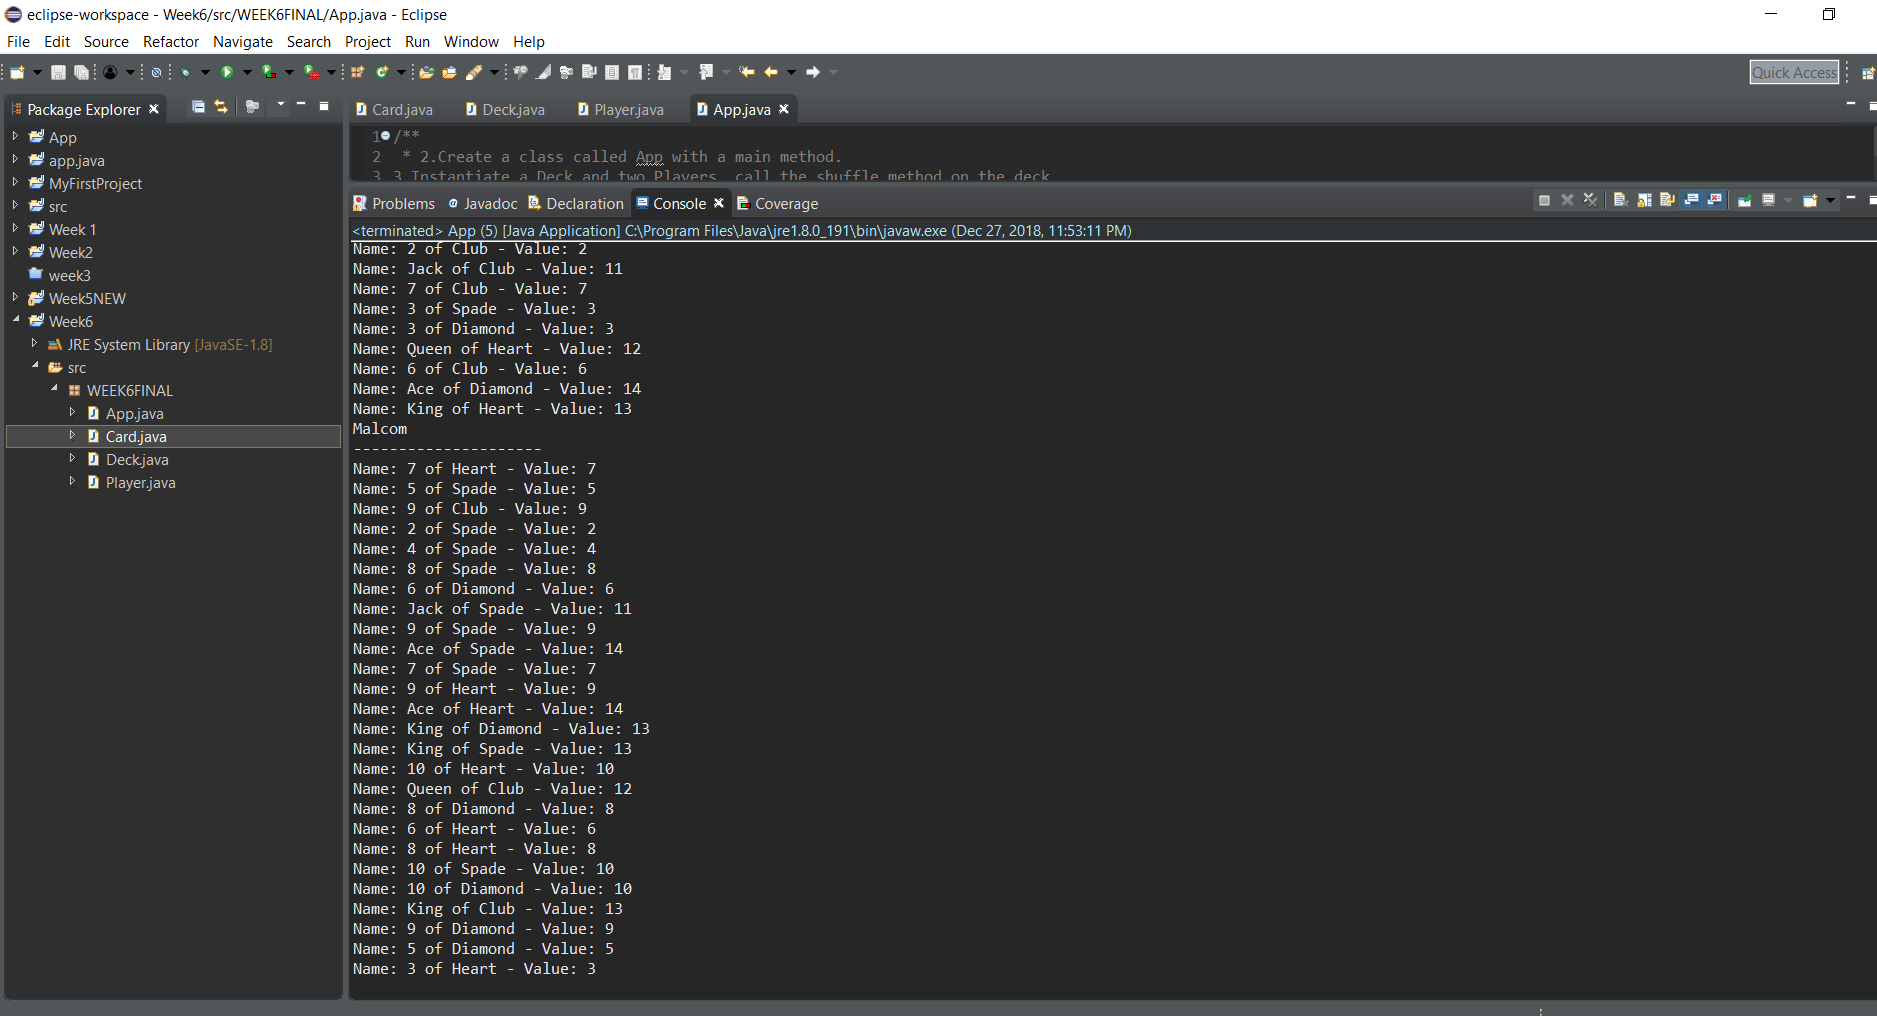 eclipse-workspace - Week6/src/WEEK6FINAL/App.java - Eclipse
File Edit Source Refactor Navigate Search Project Run Window Help
Quick Access
Package Explorer
App
app.java
MyFirstProject
src
Week 1
Week2
week3
Week5NEW
Week6
JRE System Library [JavaSE-1.8]
src
WEEK6FINAL
App.java
Card.java
Deck.java
Player.java
Card.java Deck.java Player.java App.java
1 /**
2 * 2.Create a class called App with a main method.
3 3.Instantiate a Deck and two Players, call the shuffle method on the deck
Problems Javadoc Declaration Console Coverage
<terminated> App (5) [Java Application] C:\Program Files\Java\jre1.8.0_191\bin\javaw.exe (Dec 27, 2018, 11:53:11 PM)
Name: 2 of Club - Value: 2
Name: Jack of Club - Value: 11
Name: 7 of Club - Value: 7
Name: 3 of Spade - Value: 3
Name: 3 of Diamond - Value: 3
Name: Queen of Heart - Value: 12
Name: 6 of Club - Value: 6
Name: Ace of Diamond - Value: 14
Name: King of Heart - Value: 13
Malcom
---------------------
Name: 7 of Heart - Value: 7
Name: 5 of Spade - Value: 5
Name: 9 of Club - Value: 9
Name: 2 of Spade - Value: 2
Name: 4 of Spade - Value: 4
Name: 8 of Spade - Value: 8
Name: 6 of Diamond - Value: 6
Name: Jack of Spade - Value: 11
Name: 9 of Spade - Value: 9
Name: Ace of Spade - Value: 14
Name: 7 of Spade - Value: 7
Name: 9 of Heart - Value: 9
Name: Ace of Heart - Value: 14
Name: King of Diamond - Value: 13
Name: King of Spade - Value: 13
Name: 10 of Heart - Value: 10
Name: Queen of Club - Value: 12
Name: 8 of Diamond - Value: 8
Name: 6 of Heart - Value: 6
Name: 8 of Heart - Value: 8
Name: 10 of Spade - Value: 10
Name: 10 of Diamond - Value: 10
Name: King of Club - Value: 13
Name: 9 of Diamond - Value: 9
Name: 5 of Diamond - Value: 5
Name: 3 of Heart - Value: 3